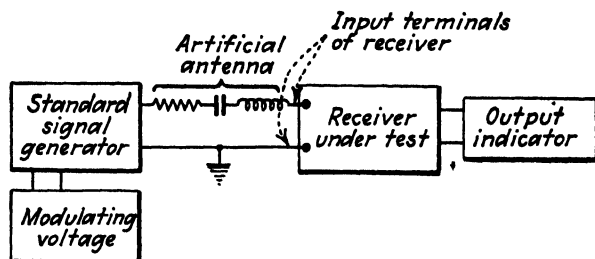 Input terminals
of receiver
Artificial
antenna
Standard
signal
generator
Receiver
under test
Output
indicator
Modulating
voltage